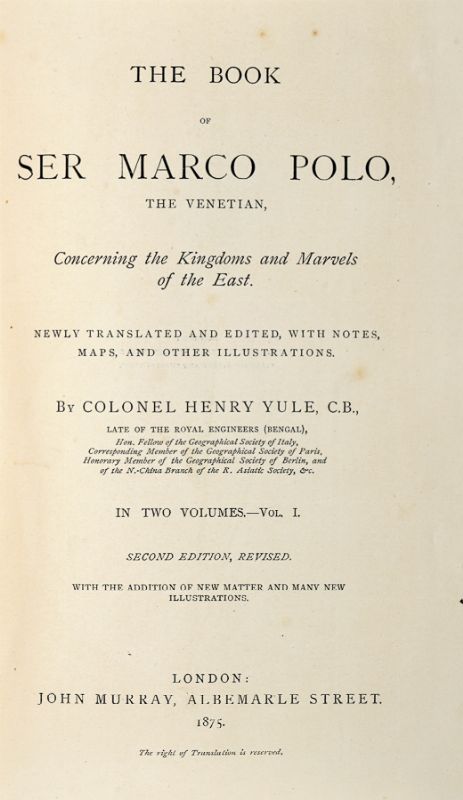 THE BOOK
OF
SER MARCO POLO,
THE VENETIAN,
Concerning the Kingdoms and Marvels
of the East.
NEWLY TRANSLATED AND EDITED, WITH NOTES,
MAPS, AND OTHER ILLUSTRATIONS.
BY COLONEL HENRY YULE, C.B.,
LATE OF THE ROYAL ENGINEERS (BENGAL),
Hon. Fellow of the Geographical Society of Italy,
Corresponding Member of the Geographical Society of Paris,
Honorary Member of the Geographical Society of Berlin, and
of the N.-China Branch of the R. Asiatic Society, &c.
IN TWO VOLUMES.—VOL. I.
SECOND EDITION, REVISED.
WITH THE ADDITION OF NEW MATTER AND MANY NEW
ILLUSTRATIONS.
LONDON:
JOHN MURRAY, ALBEMARLE STREET.
1875.
The right of Translation is reserved.